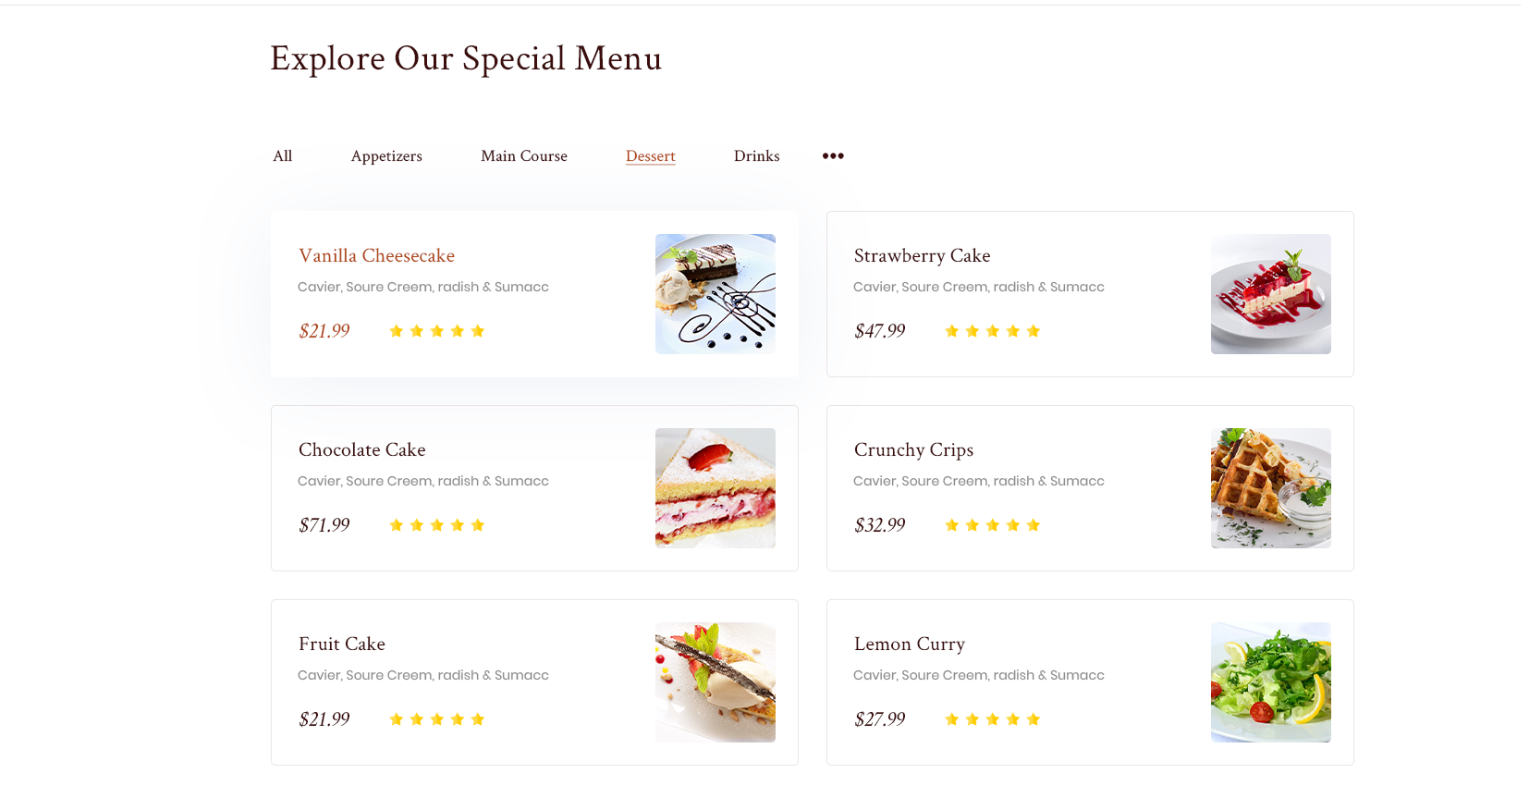 Explore Our Special Menu
All Appetizers Main Course Dessert Drinks •••
Vanilla Cheesecake
Cavier, Soure Creem, radish & Sumacc
$21.99
Strawberry Cake
Cavier, Soure Creem, radish & Sumacc
$47.99
Chocolate Cake
Cavier, Soure Creem, radish & Sumacc
$71.99
Crunchy Crips
Cavier, Soure Creem, radish & Sumacc
$32.99
Fruit Cake
Cavier, Soure Creem, radish & Sumacc
$21.99
Lemon Curry
Cavier, Soure Creem, radish & Sumacc
$27.99